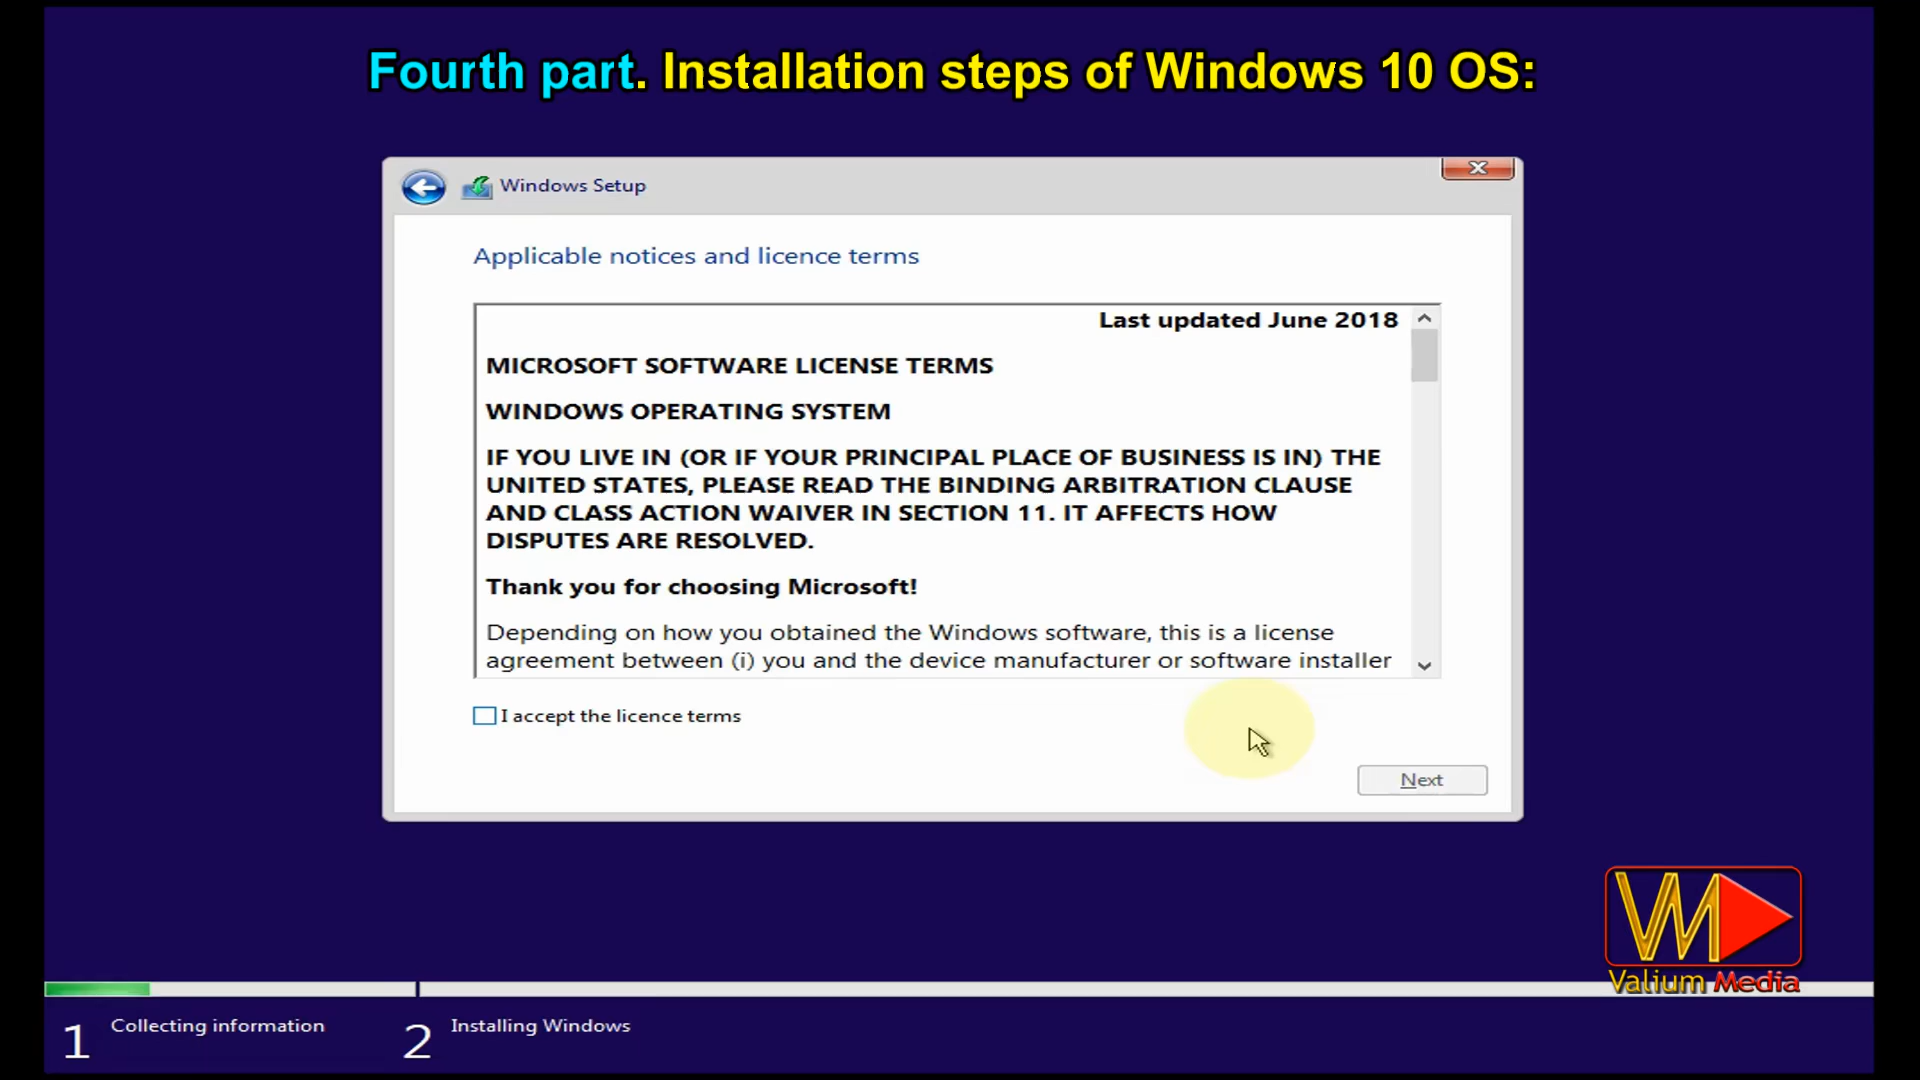 Fourth part. Installation steps of Windows 10 OS:
Windows Setup
Applicable notices and licence terms
Last updated June 2018
MICROSOFT SOFTWARE LICENSE TERMS
WINDOWS OPERATING SYSTEM
IF YOU LIVE IN (OR IF YOUR PRINCIPAL PLACE OF BUSINESS IS IN) THE
UNITED STATES, PLEASE READ THE BINDING ARBITRATION CLAUSE
AND CLASS ACTION WAIVER IN SECTION 11. IT AFFECTS HOW
DISPUTES ARE RESOLVED.
Thank you for choosing Microsoft!
Depending on how you obtained the Windows software, this is a license
agreement between (i) you and the device manufacturer or software installer
I accept the licence terms
Next
VM
Valium Media
1 Collecting information
2 Installing Windows